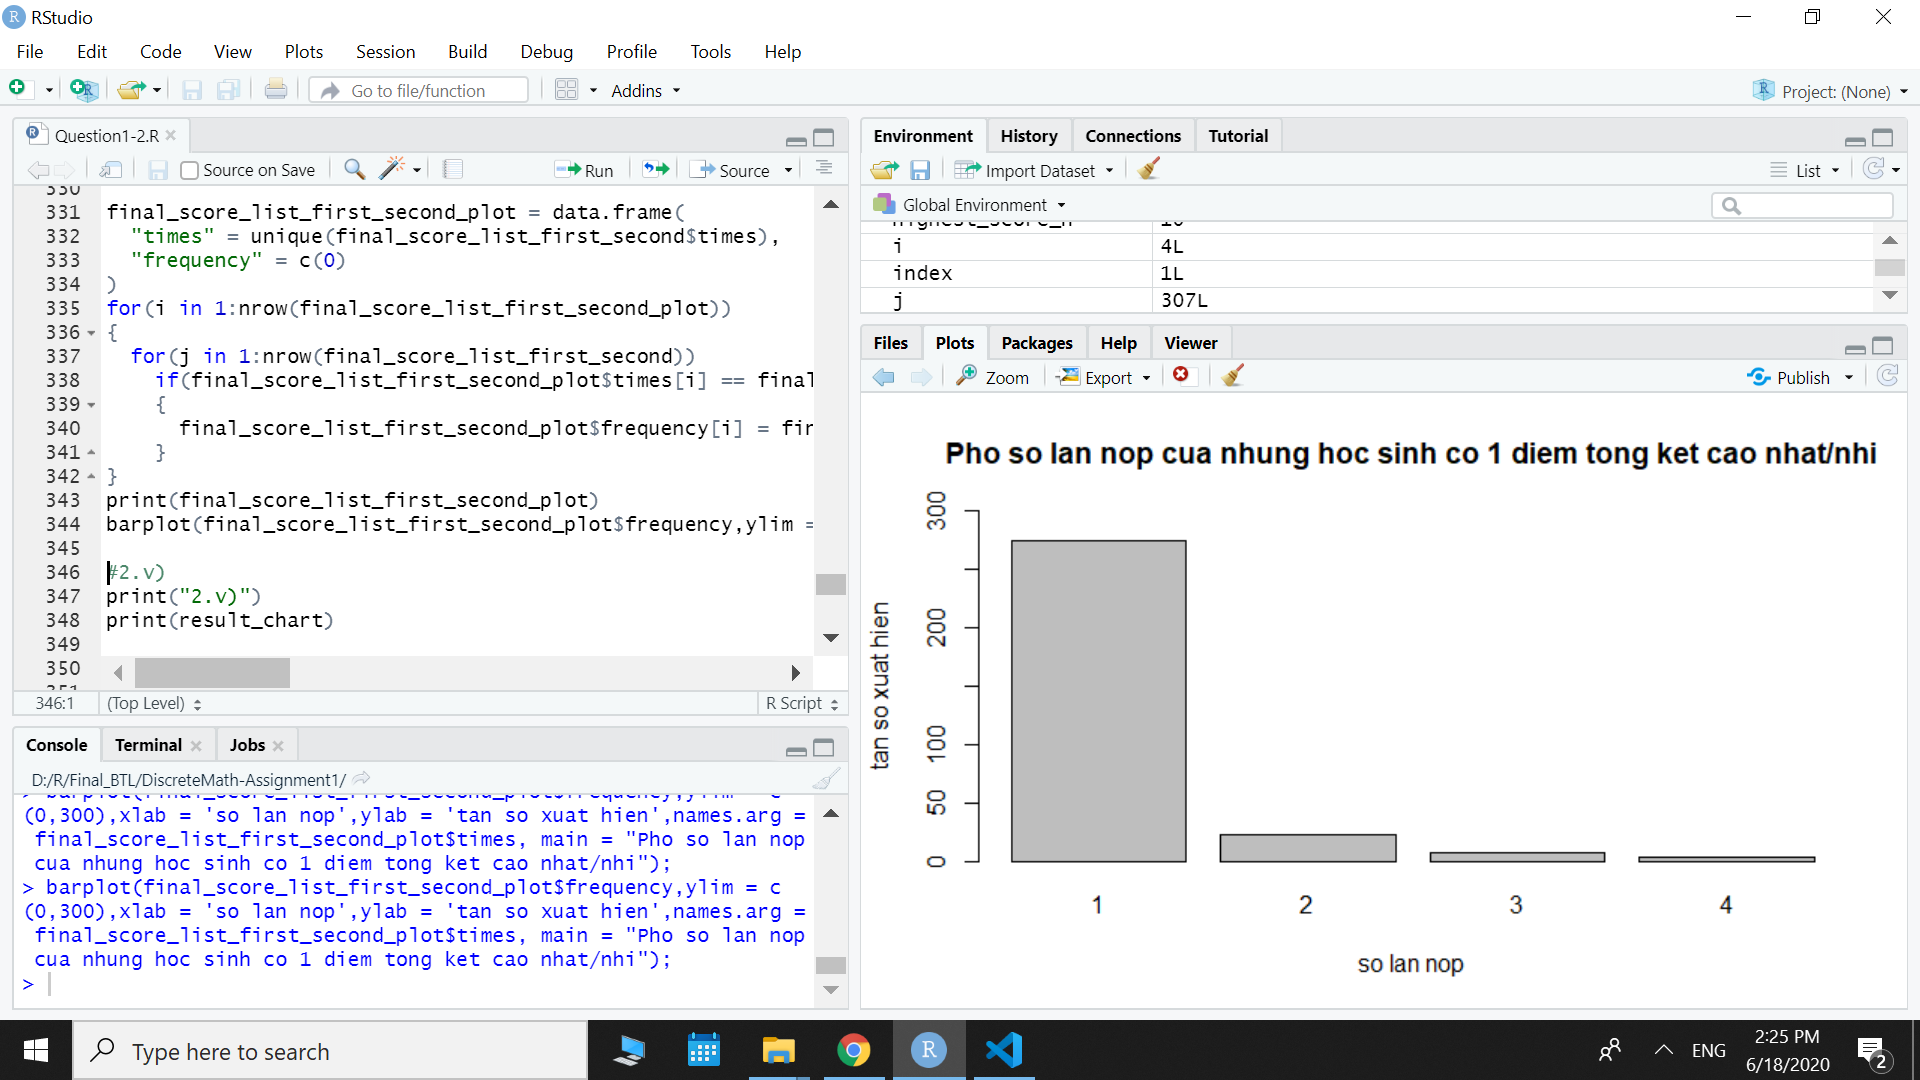 RStudio
File Edit Code View Plots Session Build Debug Profile Tools Help
Go to file/function Addins Project: (None)
Question1-2.R
Source on Save Run Source
330
331 final_score_list_first_second_plot = data.frame(
332 "times" = unique(final_score_list_first_second$times),
333 "frequency" = c(0)
334 )
335 for(i in 1:nrow(final_score_list_first_second_plot))
336 {
337 for(j in 1:nrow(final_score_list_first_second))
338 if(final_score_list_first_second_plot$times[i] == final
339 {
340 final_score_list_first_second_plot$frequency[i] = fin
341 }
342 }
343 print(final_score_list_first_second_plot)
344 barplot(final_score_list_first_second_plot$frequency,ylim =
345
346 #2.v)
347 print("2.v)")
348 print(result_chart)
349
350
351
346:1 (Top Level) R Script
Console Terminal Jobs
D:/R/Final_BTL/DiscreteMath-Assignment1/
> barplot(final_score_list_first_second_plot$frequency,ylim = c
(0,300),xlab = 'so lan nop',ylab = 'tan so xuat hien',names.arg =
final_score_list_first_second_plot$times, main = "Pho so lan nop
cua nhung hoc sinh co 1 diem tong ket cao nhat/nhi");
> barplot(final_score_list_first_second_plot$frequency,ylim = c
(0,300),xlab = 'so lan nop',ylab = 'tan so xuat hien',names.arg =
final_score_list_first_second_plot$times, main = "Pho so lan nop
cua nhung hoc sinh co 1 diem tong ket cao nhat/nhi");
>
Environment History Connections Tutorial
Import Dataset List
Global Environment
i 4L
index 1L
j 307L
Files Plots Packages Help Viewer
Zoom Export Publish
Pho so lan nop cua nhung hoc sinh co 1 diem tong ket cao nhat/nhi
tan so xuat hien
300
200
100
50
0
1 2 3 4
so lan nop
Type here to search
ENG
2:25 PM
6/18/2020
2